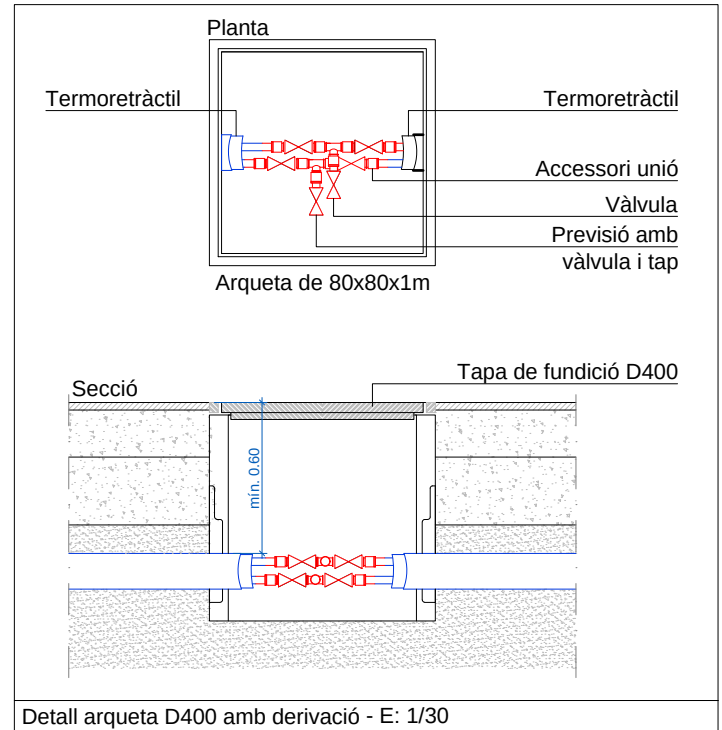 Planta
Termoretràctil
Termoretràctil
Accessori unió
Vàlvula
Previsió amb
vàlvula i tap
Arqueta de 80x80x1m
Tapa de fundició D400
Secció
mín. 0.60
Detall arqueta D400 amb derivació - E: 1/30